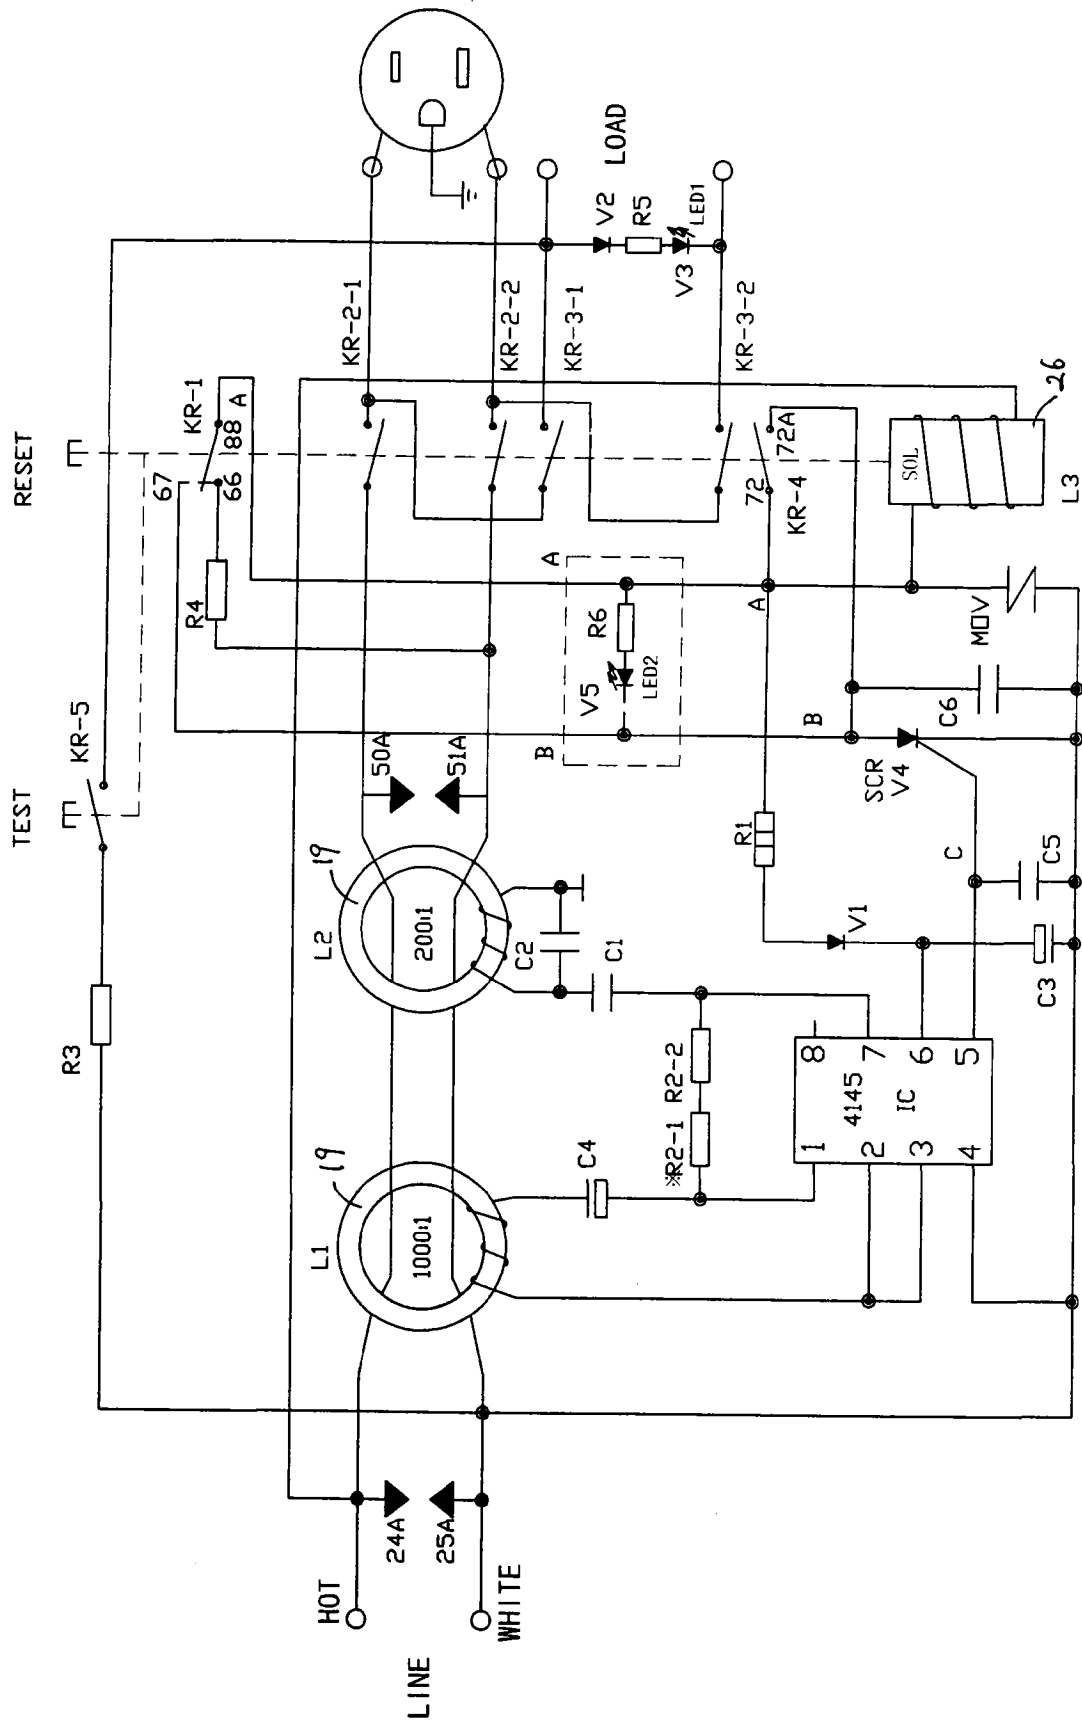 TEST
RESET
KR-5
R3
67
KR-1
66
88
A
R4
HOT
LINE
WHITE
24A
25A
L1
19
1000:1
L2
19
200:1
50A
51A
KR-2-1
KR-2-2
KR-3-1
KR-3-2
LOAD
V2
R5
V3
LED1
C4
C2
C1
※R2-1
R2-2
B
A
V5
R6
LED2
A
B
72
72A
KR-4
R1
V1
SCR
V4
C6
MOV
SOL
26
L3
C
C5
C3
1
2
3
4
8
7
6
5
4145
IC